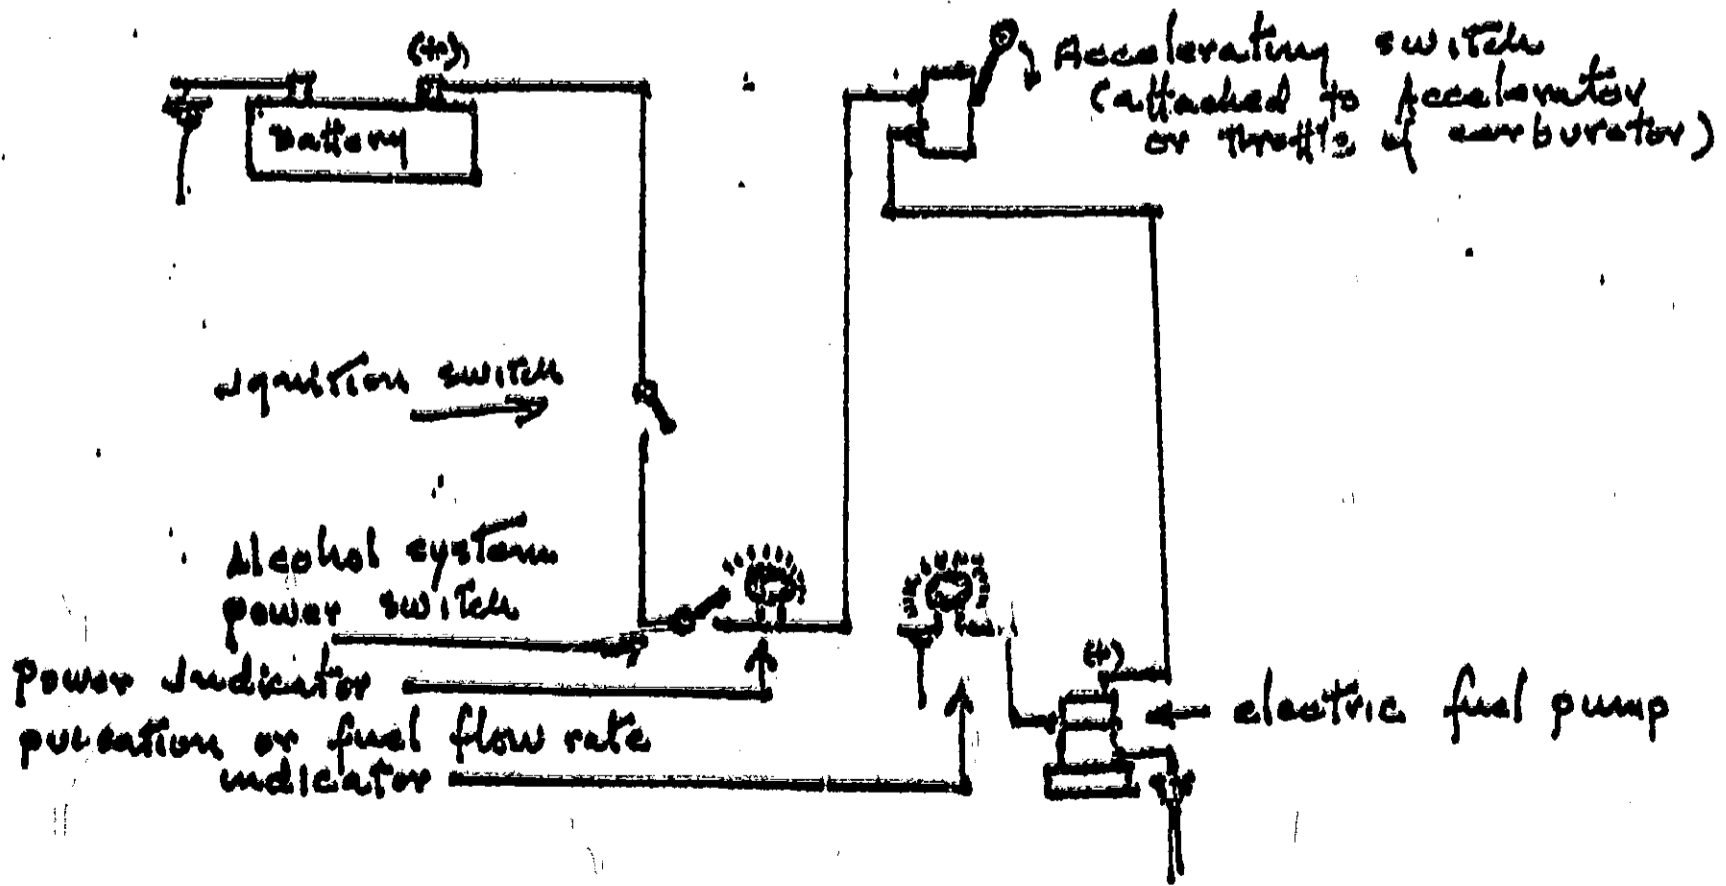 (+)
Battery
Accelerating switch
(attached to Accelerator
or throttle of carburator)
Ignition switch
Alcohol system
power switch
Power Indicator
pulsation or fuel flow rate
indicator
(+)
electric fuel pump